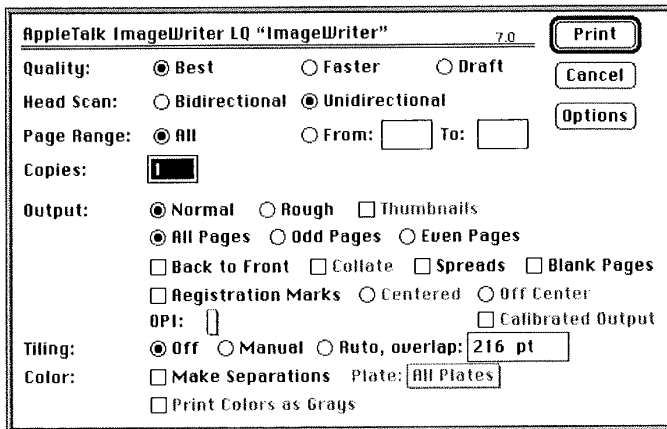 AppleTalk ImageWriter LQ “ImageWriter” 7.0 Print
Quality: Best Faster Draft
Cancel
Head Scan: Bidirectional Unidirectional
Options
Page Range: All From: To:
Copies: 1
Output: Normal Rough Thumbnails
All Pages Odd Pages Even Pages
Back to Front Collate Spreads Blank Pages
Registration Marks Centered Off Center
OPI: Calibrated Output
Tiling: Off Manual Auto, overlap: 216 pt
Color: Make Separations Plate: All Plates
Print Colors as Grays